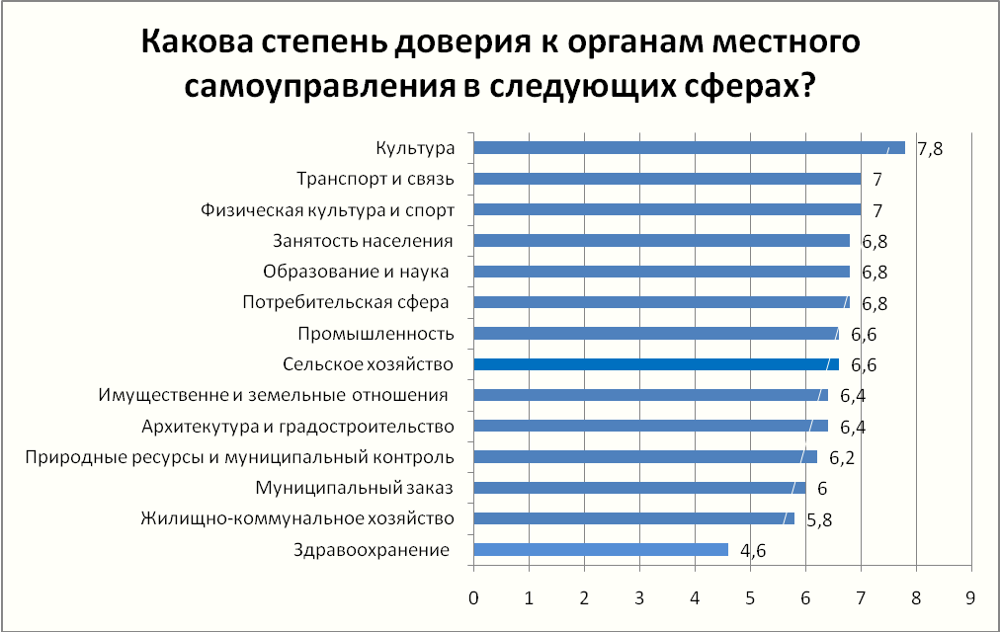 Какова степень доверия к органам местного
самоуправления в следующих сферах?
Культура 7,8
Транспорт и связь 7
Физическая культура и спорт 7
Занятость населения 6,8
Образование и наука 6,8
Потребительская сфера 6,8
Промышленность 6,6
Сельское хозяйство 6,6
Имущественне и земельные отношения 6,4
Архитекутура и градостроительство 6,4
Природные ресурсы и муниципальный контроль 6,2
Муниципальный заказ 6
Жилищно-коммунальное хозяйство 5,8
Здравоохранение 4,6
0 1 2 3 4 5 6 7 8 9